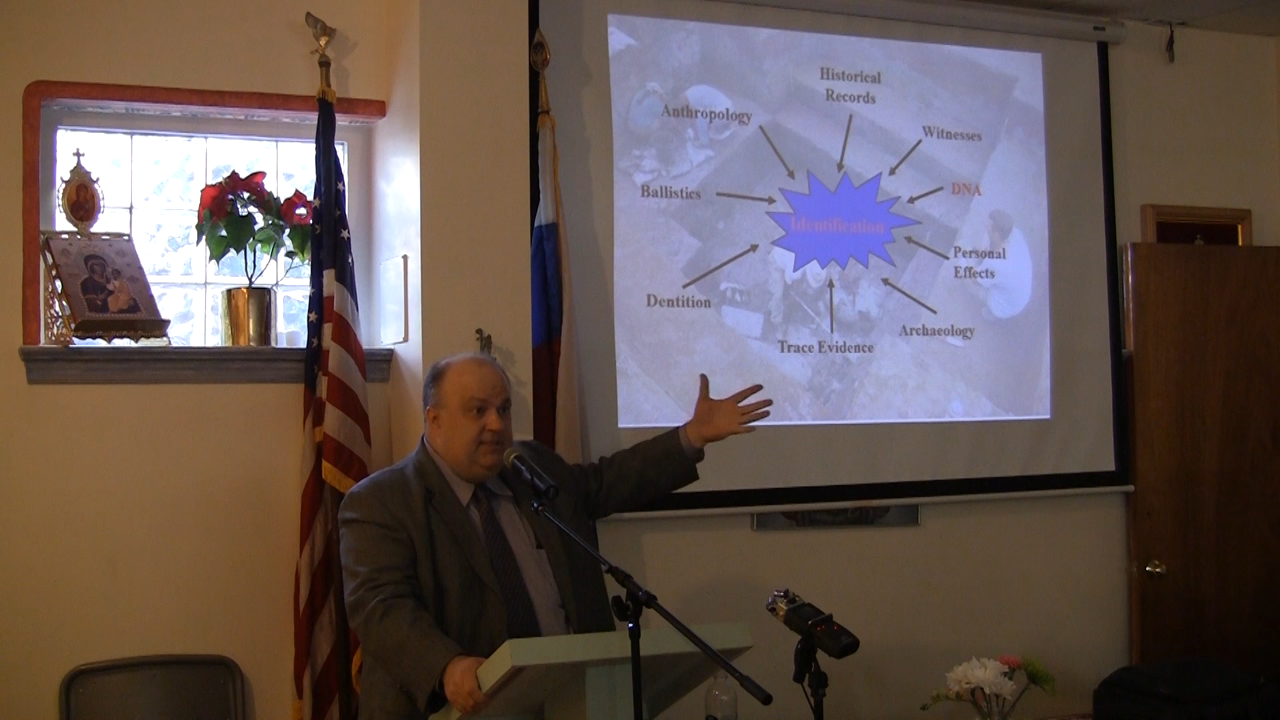 Historical
Records
Anthropology
Witnesses
Ballistics
DNA
Identification
Personal
Effects
Dentition
Archaeology
Trace Evidence